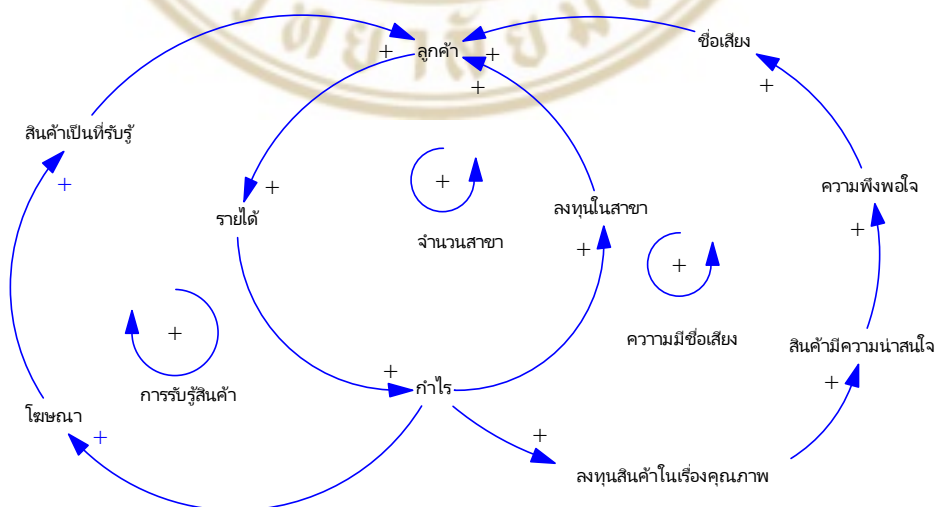 ลูกค้า
ชื่อเสียง
สินค้าเป็นที่รับรู้
ความพึงพอใจ
ลงทุนในสาขา
รายได้
จำนวนสาขา
ความามีชื่อเสียง
สินค้ามีความน่าสนใจ
กำไร
การรับรู้สินค้า
โฆษณา
ลงทุนสินค้าในเรื่องคุณภาพ